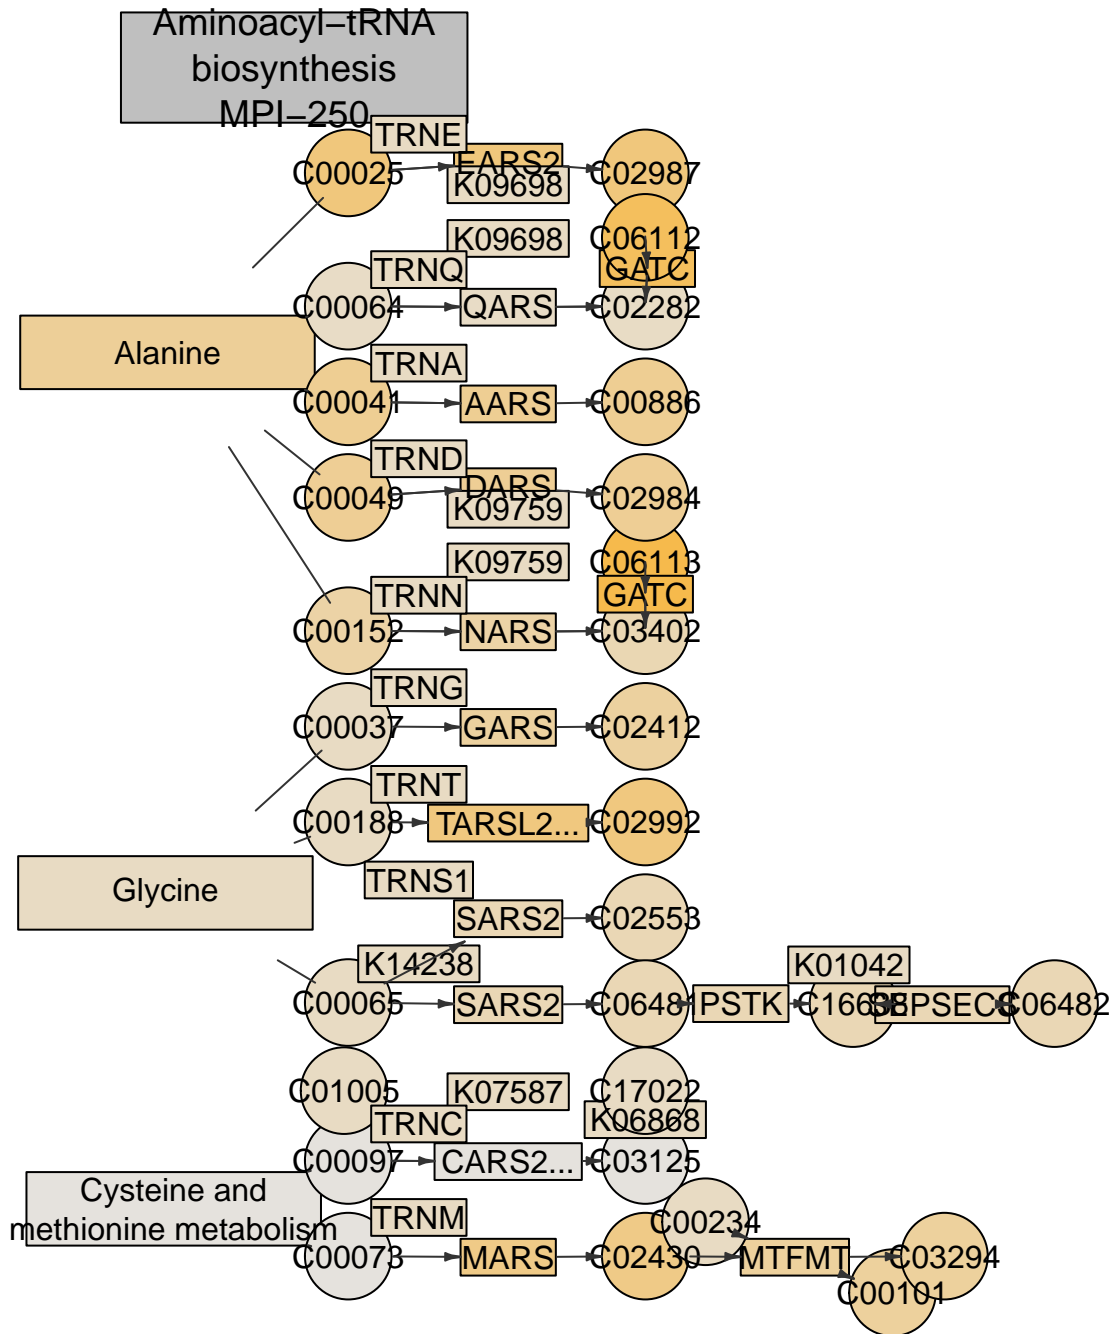 Aminoacyl−tRNA
biosynthesis
MPI−250
TRNE
C00025
EARS2
K09698
C02987
K09698
C06112
TRNQ
GATC
C00064
QARS
C02282
Alanine
TRNA
C00041
AARS
C00886
TRND
C00049
DARS
K09759
C02984
K09759
C06113
TRNN
GATC
C00152
NARS
C03402
TRNG
C00037
GARS
C02412
TRNT
C00188
TARSL2...
C02992
Glycine
TRNS1
SARS2
C02553
K14238
K01042
C00065
SARS2
C06481
PSTK
C16638
SEPSECS
C06482
C01005
K07587
C17022
TRNC
K06868
C00097
CARS2...
C03125
Cysteine and
methionine metabolism
TRNM
C00234
C00073
MARS
C02430
MTFMT
C03294
C00101